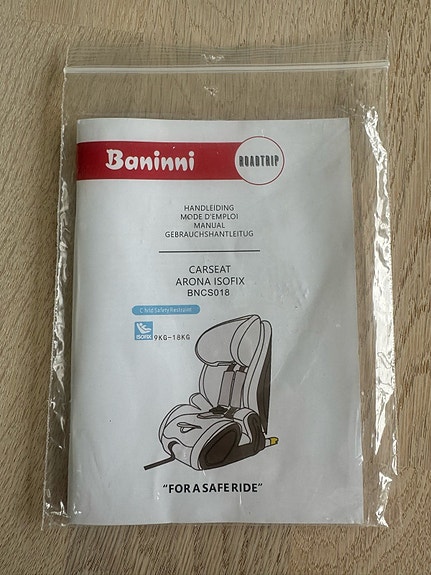 Baninni ROADTRIP
HANDLEIDING
MODE D'EMPLOI
MANUAL
GEBRAUCHSHANTLEITUG
CARSEAT
ARONA ISOFIX
BNCS018
Child Safety Restraint
ISOFIX 9KG-18KG
"FOR A SAFE RIDE"